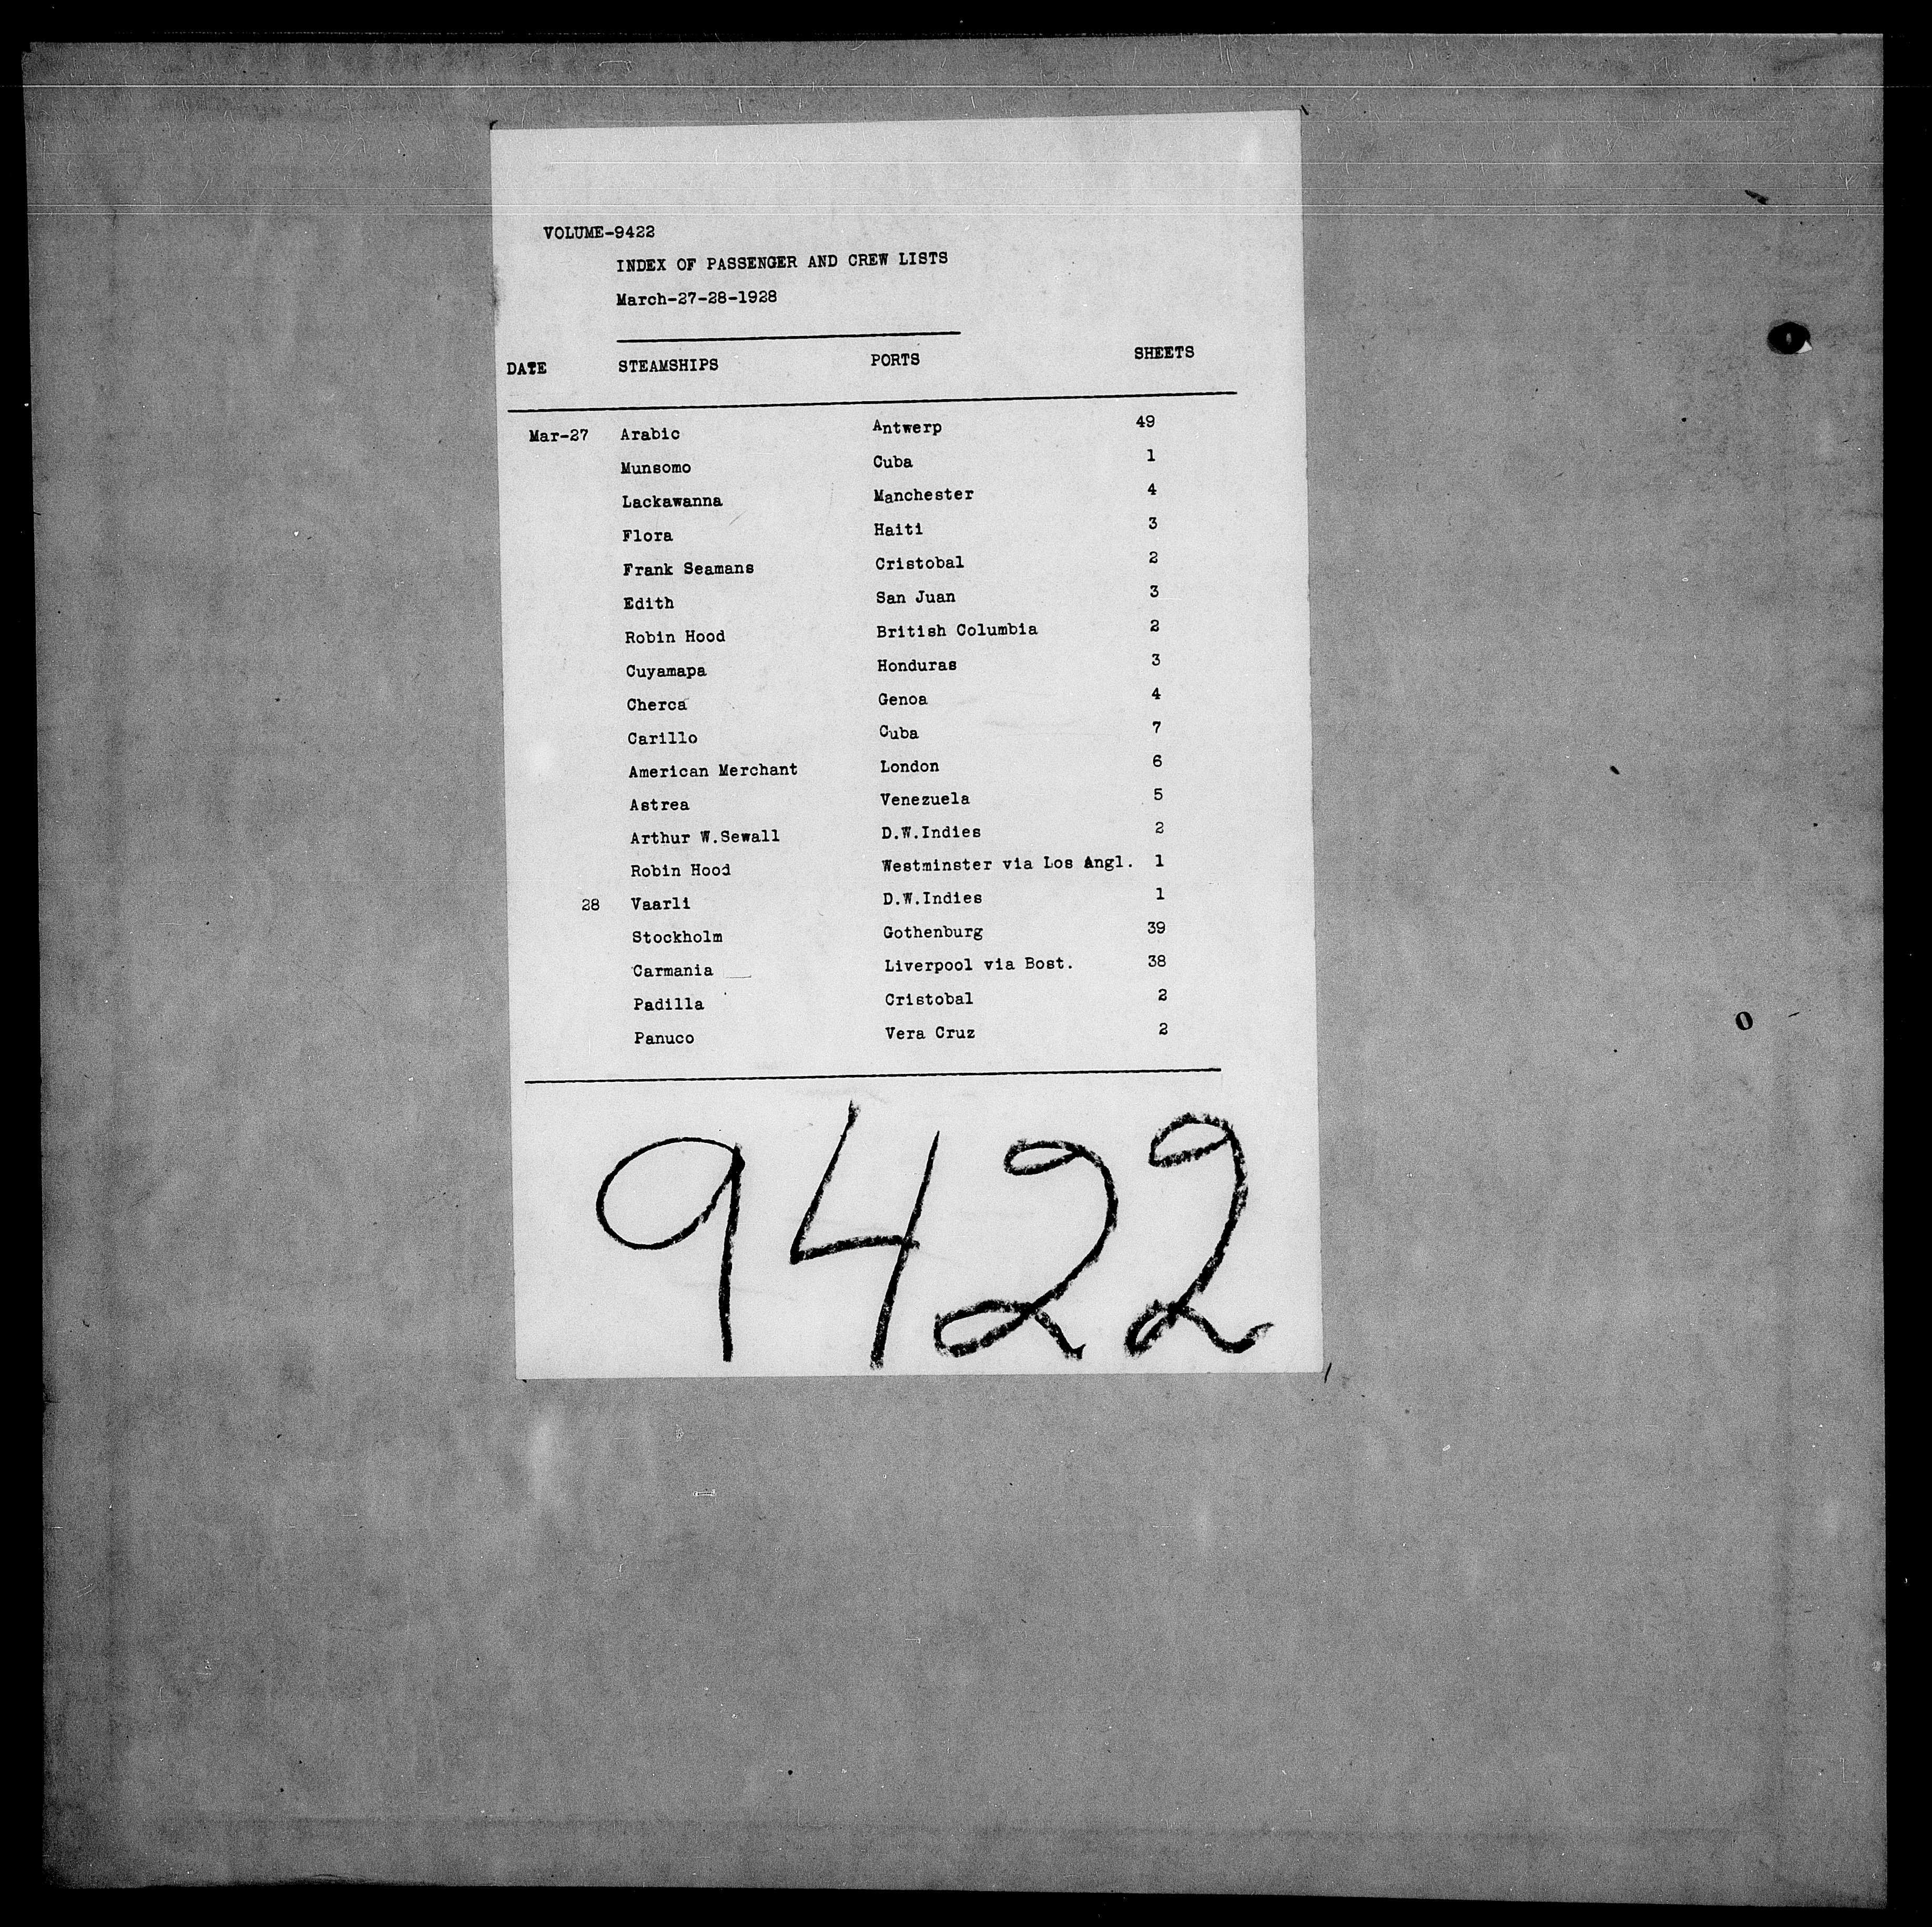 VOLUME-9422
INDEX OF PASSENGER AND CREW LISTS
March-27-28-1928
DATE STEAMSHIPS PORTS SHEETS
Mar-27 Arabic Antwerp 49
Munsomo Cuba 1
Lackawanna Manchester 4
Flora Haiti 3
Frank Seamans Cristobal 2
Edith San Juan 3
Robin Hood British Columbia 2
Cuyamapa Honduras 3
Cherca Genoa 4
Carillo Cuba 7
American Merchant London 6
Astrea Venezuela 5
Arthur W.Sewall D.W.Indies 2
Robin Hood Westminster via Los Angl. 1
28 Vaarli D.W.Indies 1
Stockholm Gothenburg 39
Carmania Liverpool via Bost. 38
Padilla Cristobal 2
Panuco Vera Cruz 2
9422